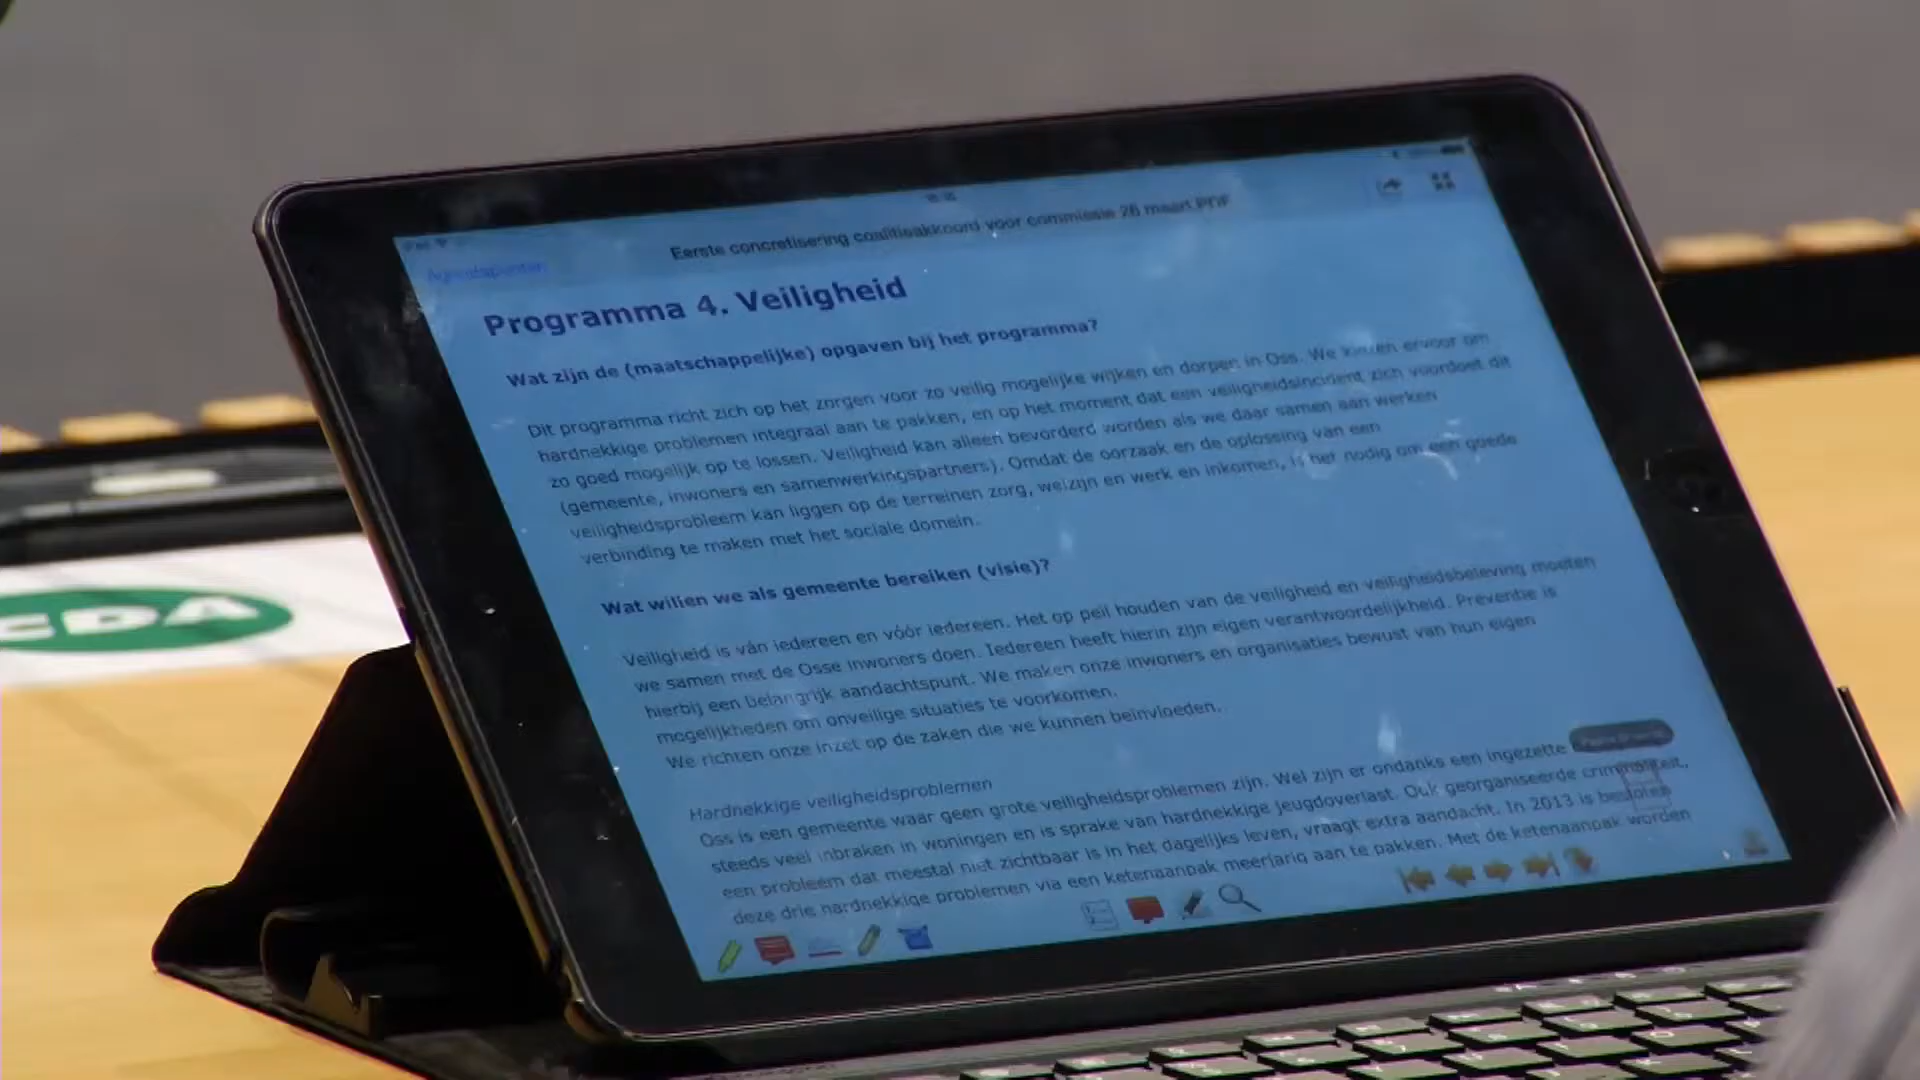 Eerste concretisering coalitieakkoord voor commissie 26 maart.PDF
Agendapunten
Programma 4. Veiligheid
Wat zijn de (maatschappelijke) opgaven bij het programma?
Dit programma richt zich op het zorgen voor zo veilig mogelijke wijken en dorpen in Oss. We kiezen ervoor om
hardnekkige problemen integraal aan te pakken, en op het moment dat een veiligheidsincident zich voordoet dit
zo goed mogelijk op te lossen. Veiligheid kan alleen bevorderd worden als we daar samen aan werken
(gemeente, inwoners en samenwerkingspartners). Omdat de oorzaak en de oplossing van een
veiligheidsprobleem kan liggen op de terreinen zorg, welzijn en werk en inkomen, is het nodig om een goede
verbinding te maken met het sociale domein.
Wat willen we als gemeente bereiken (visie)?
Veiligheid is ván iedereen en vóór iedereen. Het op peil houden van de veiligheid en veiligheidsbeleving moeten
we samen met de Osse inwoners doen. Iedereen heeft hierin zijn eigen verantwoordelijkheid. Preventie is
hierbij een belangrijk aandachtspunt. We maken onze inwoners en organisaties bewust van hun eigen
mogelijkheden om onveilige situaties te voorkomen.
We richten onze inzet op de zaken die we kunnen beïnvloeden.
Hardnekkige veiligheidsproblemen
Oss is een gemeente waar geen grote veiligheidsproblemen zijn. Wel zijn er ondanks een ingezette
steeds veel inbraken in woningen en is sprake van hardnekkige jeugdoverlast. Ook georganiseerde criminaliteit,
een probleem dat meestal niet zichtbaar is in het dagelijks leven, vraagt extra aandacht. In 2013 is besloten
deze drie hardnekkige problemen via een ketenaanpak meerjarig aan te pakken. Met de ketenaanpak worden
CDA